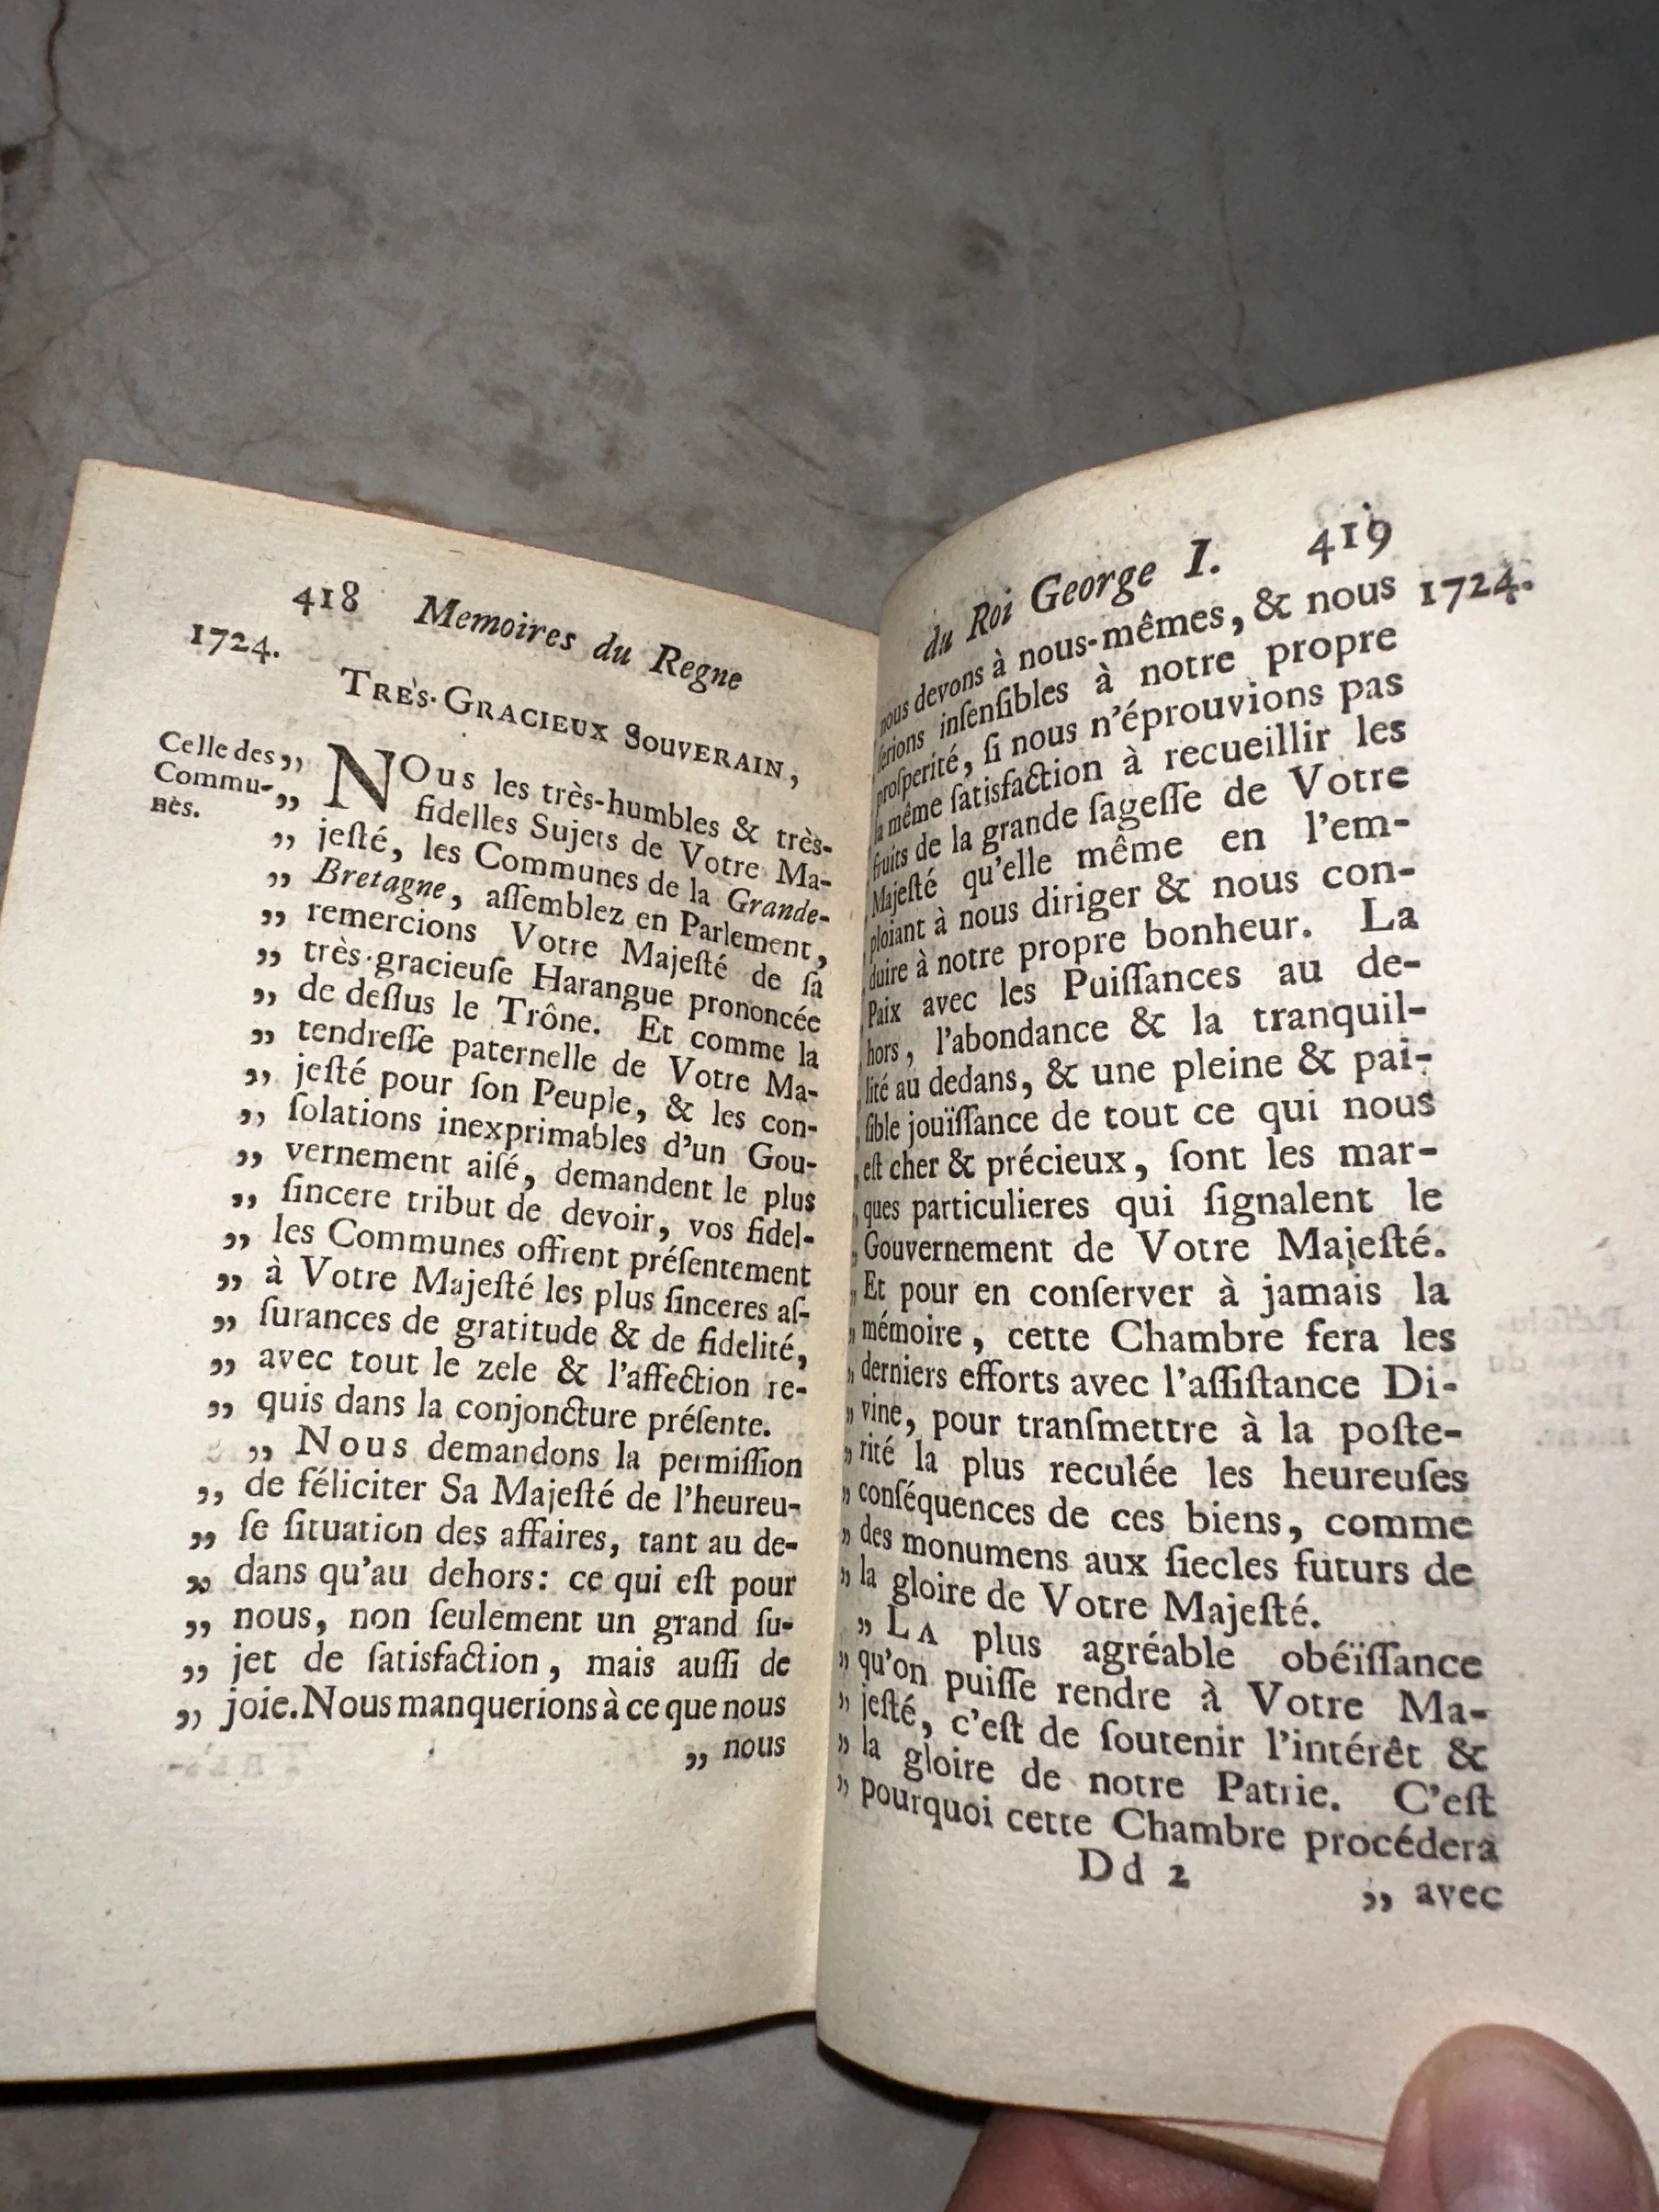 418 Memoires du Regne
1724.
TRES-GRACIEUX SOUVERAIN,
Celle des
Commu-
nes.
„ NOus les très-humbles & très-
„ fidelles Sujets de Votre Ma-
„ jeſté, les Communes de la Grande-
„ Bretagne, aſſemblez en Parlement,
„ remercions Votre Majeſté de ſa
„ très-gracieuſe Harangue prononcée
„ de deſſus le Trône. Et comme la
„ tendreſſe paternelle de Votre Ma-
„ jeſté pour ſon Peuple, & les con-
„ ſolations inexprimables d'un Gou-
„ vernement aiſé, demandent le plus
„ ſincere tribut de devoir, vos fidel-
„ les Communes offrent préſentement
„ à Votre Majeſté les plus ſinceres aſ-
„ ſurances de gratitude & de fidelité,
„ avec tout le zele & l'affection re-
„ quis dans la conjoncture préſente.
„ Nous demandons la permiſſion
„ de féliciter Sa Majeſté de l'heureu-
„ ſe ſituation des affaires, tant au de-
„ dans qu'au dehors: ce qui eſt pour
„ nous, non ſeulement un grand ſu-
„ jet de ſatisfaction, mais auſſi de
„ joie. Nous manquerions à ce que nous
„ nous
du Roi George I. 419
1724.
nous devons à nous-mêmes, & nous
ſerions inſenſibles à notre propre
proſperité, ſi nous n'éprouvions pas
la même ſatisfaction à recueillir les
fruits de la grande ſageſſe de Votre
Majeſté qu'elle même en l'em-
ploiant à nous diriger & nous con-
duire à notre propre bonheur. La
Paix avec les Puiſſances au de-
hors, l'abondance & la tranquil-
lité au dedans, & une pleine & pai-
ſible jouïſſance de tout ce qui nous
eſt cher & précieux, ſont les mar-
ques particulieres qui ſignalent le
Gouvernement de Votre Majeſté.
„ Et pour en conſerver à jamais la
„ mémoire, cette Chambre fera les
„ derniers efforts avec l'aſſiſtance Di-
„ vine, pour tranſmettre à la poſte-
„ rité la plus reculée les heureuſes
„ conſéquences de ces biens, comme
„ des monumens aux ſiecles futurs de
„ la gloire de Votre Majeſté.
„ LA plus agréable obéïſſance
„ qu'on puiſſe rendre à Votre Ma-
„ jeſté, c'eſt de ſoutenir l'intérêt &
„ la gloire de notre Patrie. C'eſt
„ pourquoi cette Chambre procédera
Dd 2
„ avec